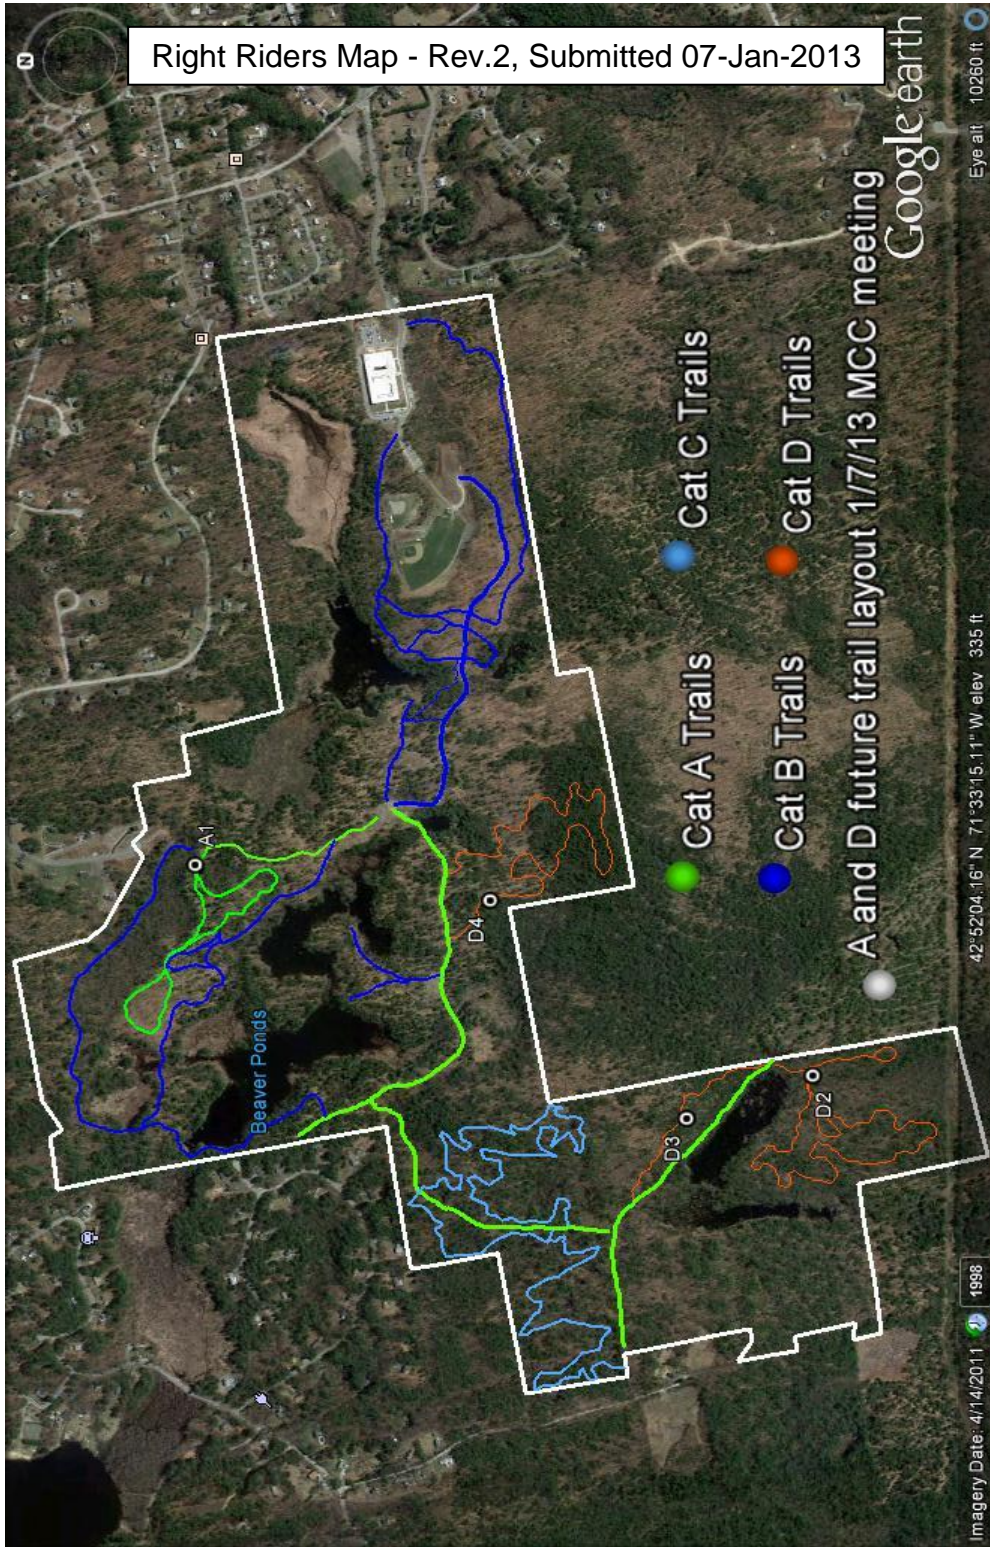 Right Riders Map - Rev.2, Submitted 07-Jan-2013
N
A1
Beaver Ponds
D4
D3
D2
Cat A Trails
Cat C Trails
Cat B Trails
Cat D Trails
A and D future trail layout 1/7/13 MCC meeting
Google earth
Imagery Date: 4/14/2011
1998
42°52'04.16" N 71°33'15.11" W elev 335 ft
Eye alt 10260 ft